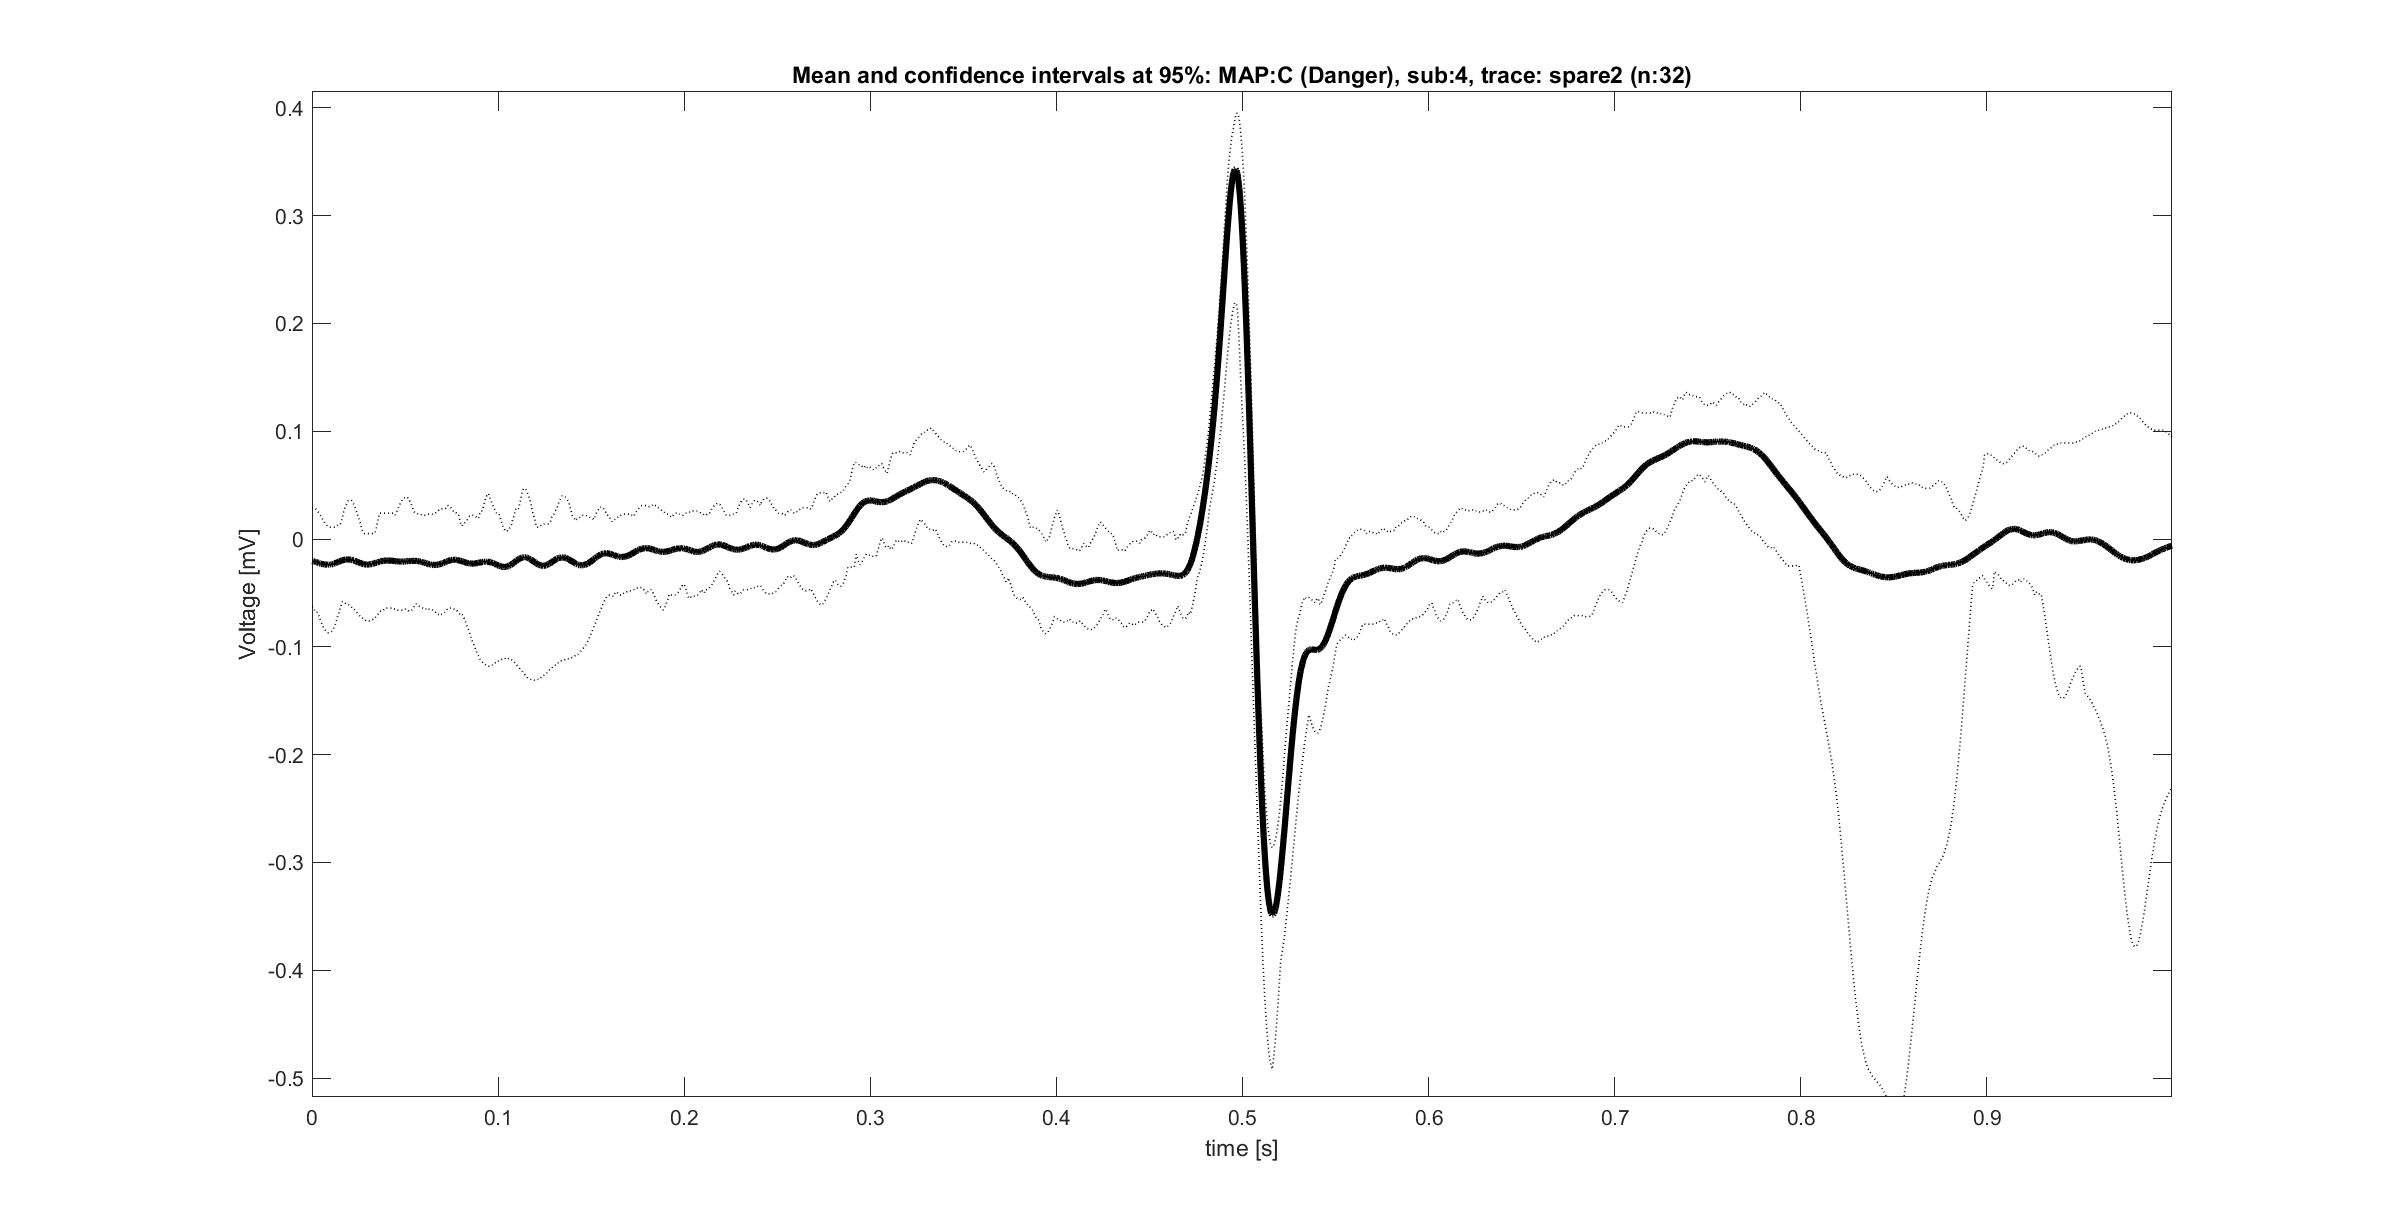 Mean and confidence intervals at 95%: MAP:C (Danger), sub:4, trace: spare2 (n:32)
0.4
0.3
0.2
0.1
0
-0.1
-0.2
-0.3
-0.4
-0.5
Voltage [mV]
0 0.1 0.2 0.3 0.4 0.5 0.6 0.7 0.8 0.9
time [s]